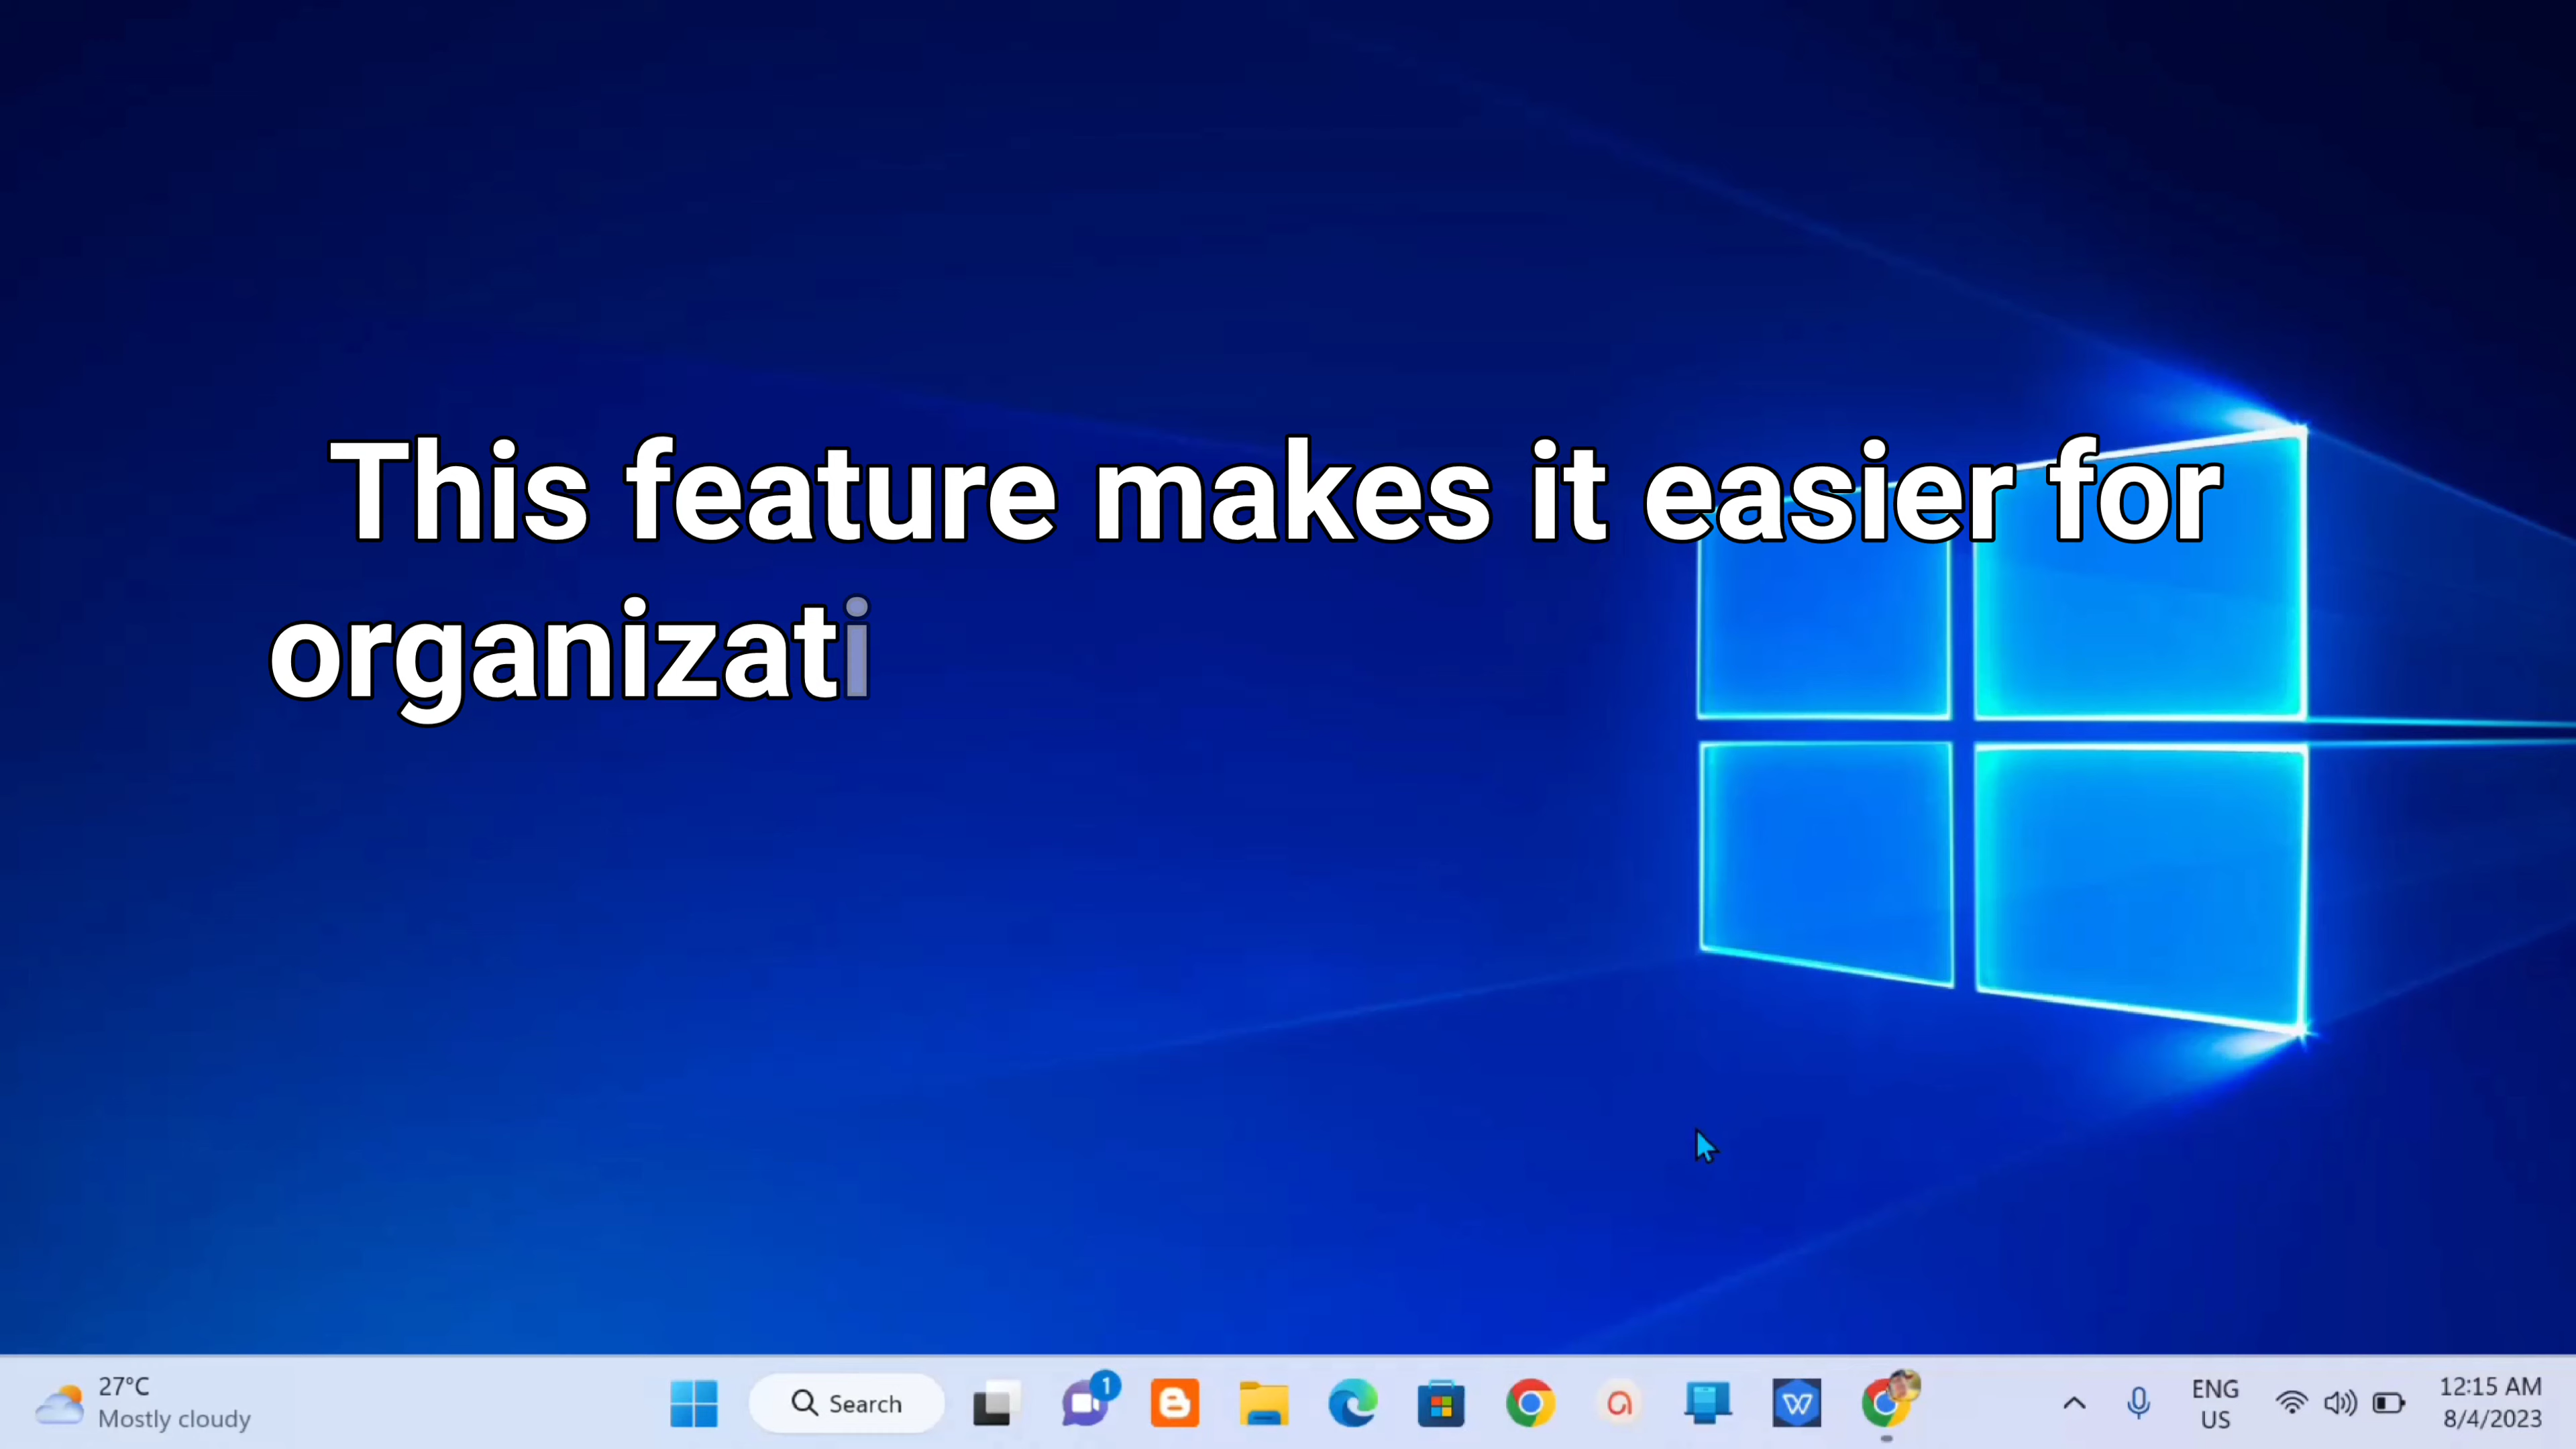 This feature makes it easier for
organizati
27°C
Mostly cloudy
Search
1
ENG
US
12:15 AM
8/4/2023